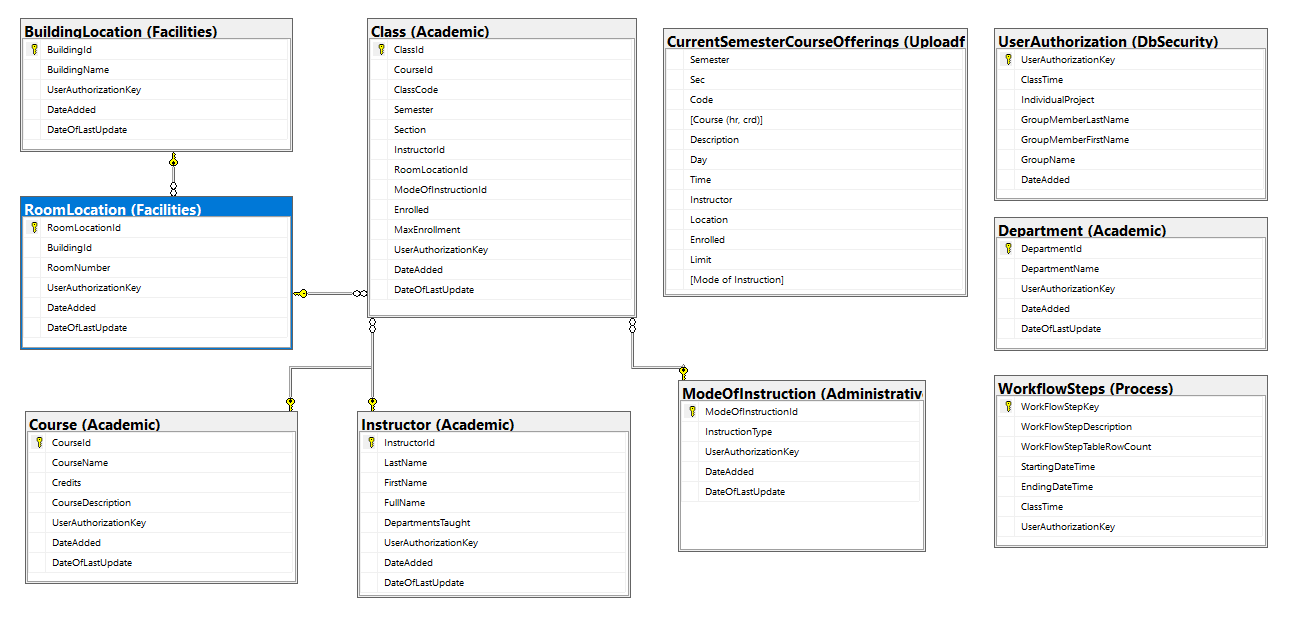 BuildingLocation (Facilities)
BuildingId
BuildingName
UserAuthorizationKey
DateAdded
DateOfLastUpdate
RoomLocation (Facilities)
RoomLocationId
BuildingId
RoomNumber
UserAuthorizationKey
DateAdded
DateOfLastUpdate
Course (Academic)
CourseId
CourseName
Credits
CourseDescription
UserAuthorizationKey
DateAdded
DateOfLastUpdate
Class (Academic)
ClassId
CourseId
ClassCode
Semester
Section
InstructorId
RoomLocationId
ModeOfInstructionId
Enrolled
MaxEnrollment
UserAuthorizationKey
DateAdded
DateOfLastUpdate
Instructor (Academic)
InstructorId
LastName
FirstName
FullName
DepartmentsTaught
UserAuthorizationKey
DateAdded
DateOfLastUpdate
CurrentSemesterCourseOfferings (Uploadf
Semester
Sec
Code
[Course (hr, crd)]
Description
Day
Time
Instructor
Location
Enrolled
Limit
[Mode of Instruction]
ModeOfInstruction (Administrativ
ModeOfInstructionId
InstructionType
UserAuthorizationKey
DateAdded
DateOfLastUpdate
UserAuthorization (DbSecurity)
UserAuthorizationKey
ClassTime
IndividualProject
GroupMemberLastName
GroupMemberFirstName
GroupName
DateAdded
Department (Academic)
DepartmentId
DepartmentName
UserAuthorizationKey
DateAdded
DateOfLastUpdate
WorkflowSteps (Process)
WorkFlowStepKey
WorkFlowStepDescription
WorkFlowStepTableRowCount
StartingDateTime
EndingDateTime
ClassTime
UserAuthorizationKey